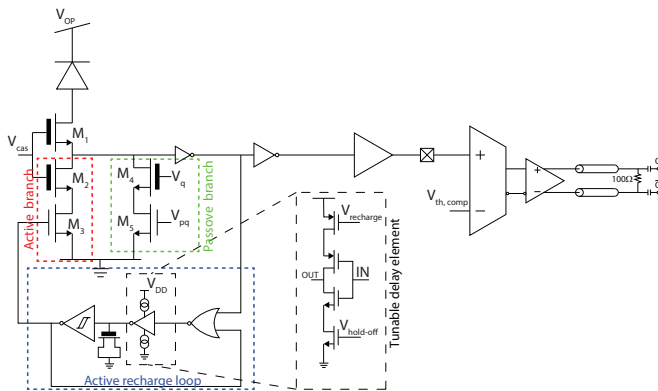 V_OP
M_1
V_cas
M_2
M_3
Active branch
M_4
V_q
M_5
V_pq
Passove branch
+
V_th, comp
−
+
−
100Ω
V_DD
Active recharge loop
V_recharge
OUT
IN
V_hold-off
Tunable delay element